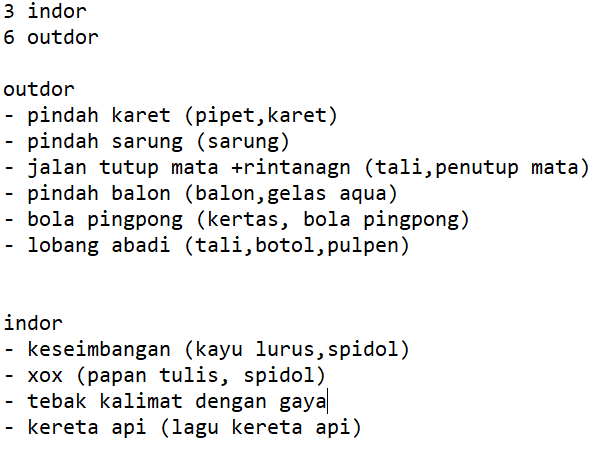 3 indor
6 outdor
outdor
- pindah karet (pipet,karet)
- pindah sarung (sarung)
- jalan tutup mata +rintanagn (tali,penutup mata)
- pindah balon (balon,gelas aqua)
- bola pingpong (kertas, bola pingpong)
- lobang abadi (tali,botol,pulpen)
indor
- keseimbangan (kayu lurus,spidol)
- xox (papan tulis, spidol)
- tebak kalimat dengan gaya
- kereta api (lagu kereta api)